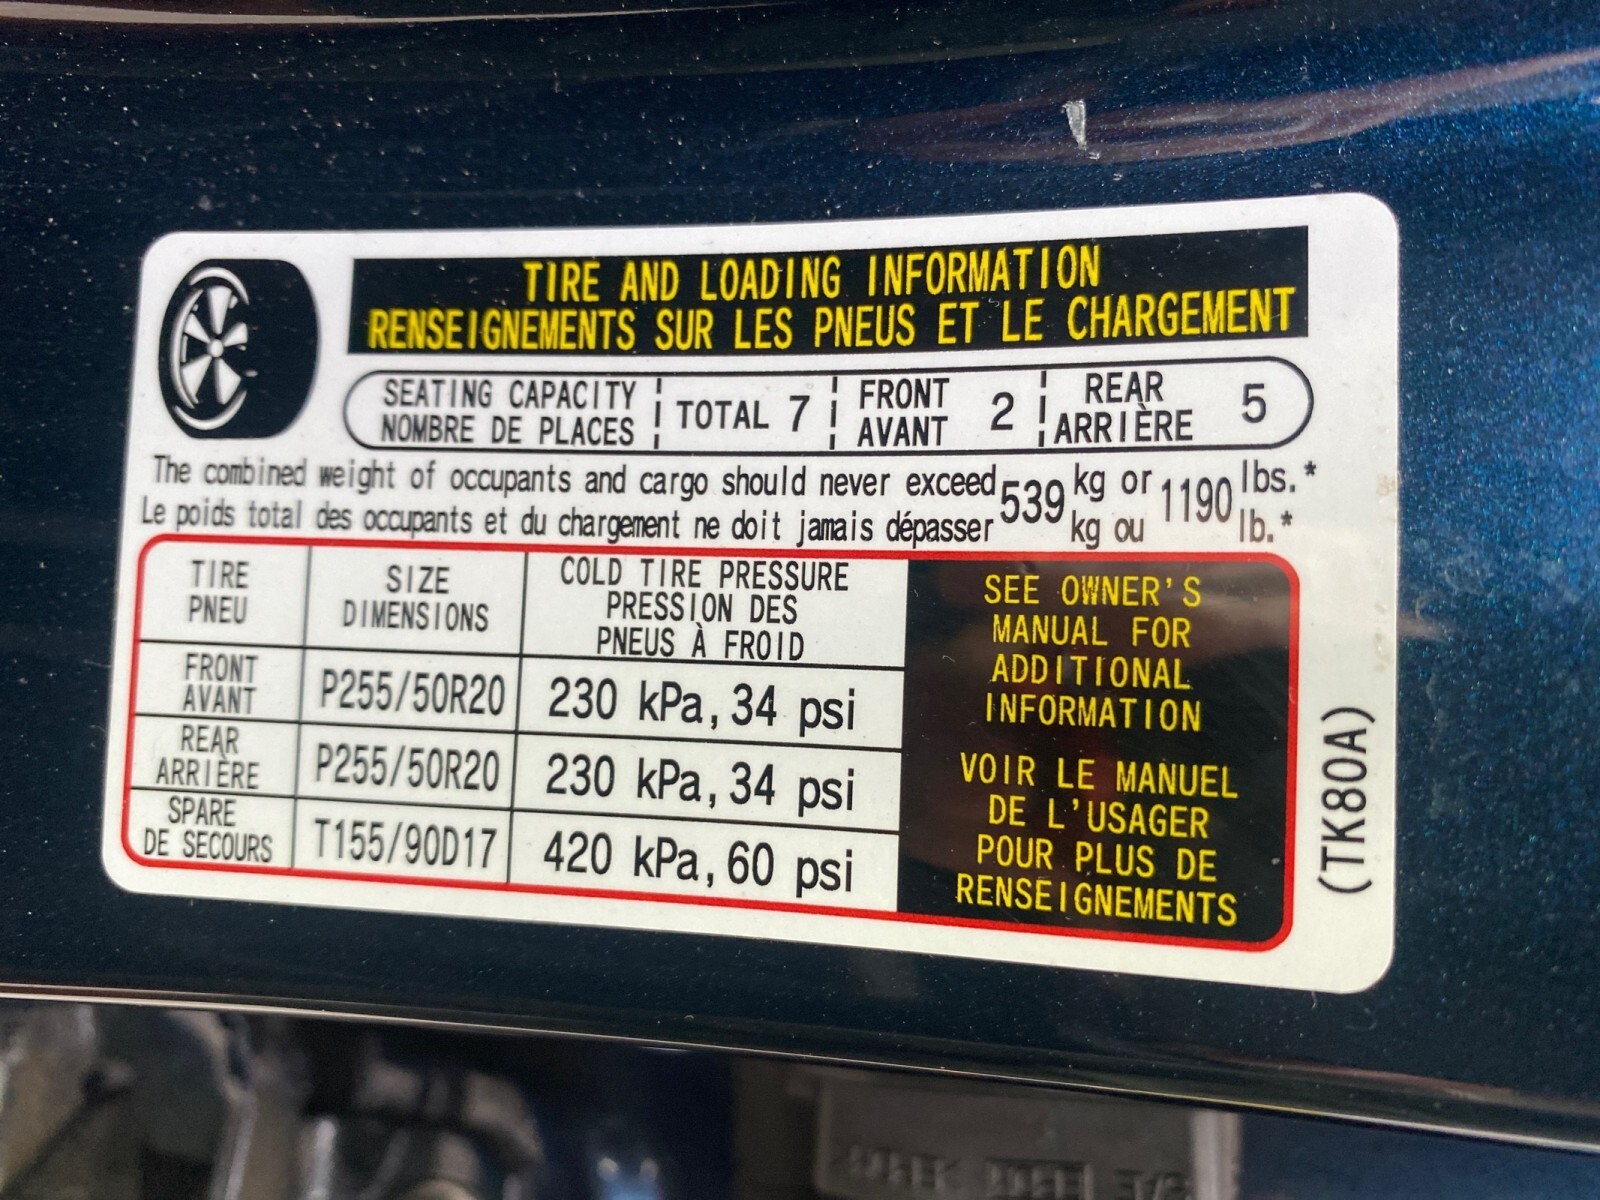 TIRE AND LOADING INFORMATION
RENSEIGNEMENTS SUR LES PNEUS ET LE CHARGEMENT
SEATING CAPACITY
NOMBRE DE PLACES
TOTAL 7
FRONT
AVANT
2
REAR
ARRIÈRE
5
The combined weight of occupants and cargo should never exceed 539 kg or 1190 lbs.*
Le poids total des occupants et du chargement ne doit jamais dépasser kg ou lb.*
TIRE
PNEU
SIZE
DIMENSIONS
COLD TIRE PRESSURE
PRESSION DES
PNEUS À FROID
FRONT
AVANT
P255/50R20
230 kPa, 34 psi
REAR
ARRIÈRE
P255/50R20
230 kPa, 34 psi
SPARE
DE SECOURS
T155/90D17
420 kPa, 60 psi
SEE OWNER'S
MANUAL FOR
ADDITIONAL
INFORMATION
VOIR LE MANUEL
DE L'USAGER
POUR PLUS DE
RENSEIGNEMENTS
(TK80A)